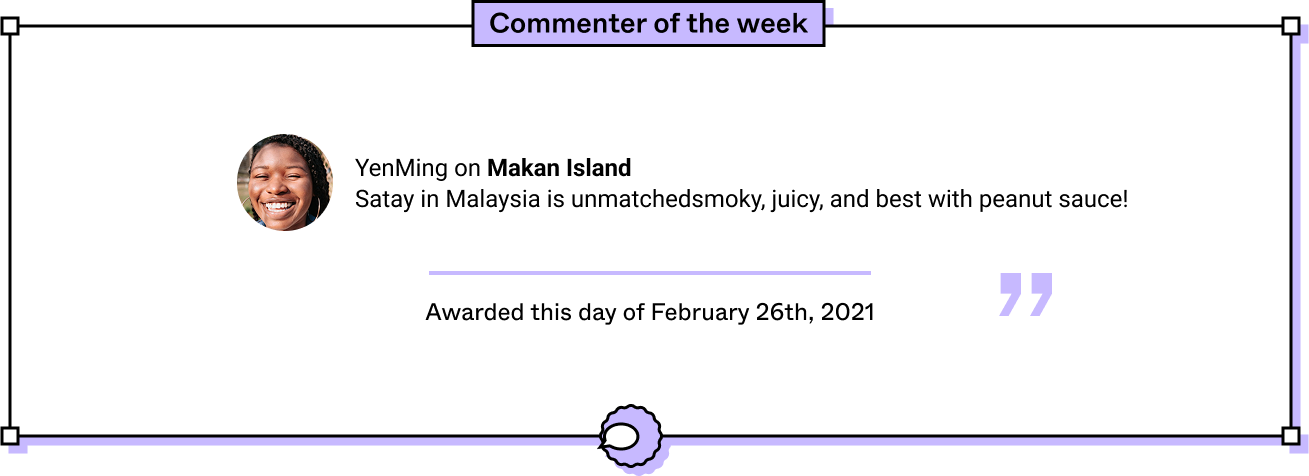 Commenter of the week
YenMing on Makan Island
Satay in Malaysia is unmatchedsmoky, juicy, and best with peanut sauce!
Awarded this day of February 26th, 2021
”